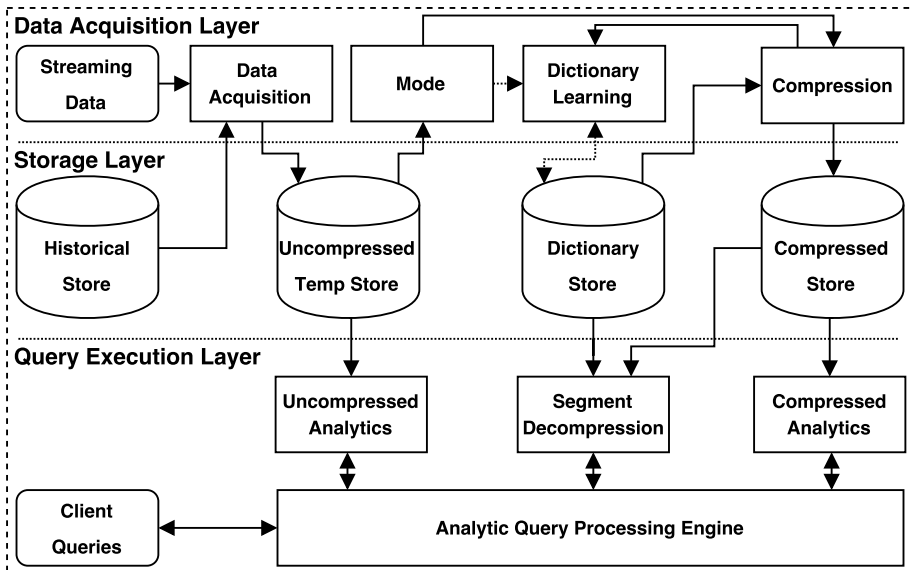 Data Acquisition Layer
Streaming
Data
Data
Acquisition
Mode
Dictionary
Learning
Compression
Storage Layer
Historical
Store
Uncompressed
Temp Store
Dictionary
Store
Compressed
Store
Query Execution Layer
Uncompressed
Analytics
Segment
Decompression
Compressed
Analytics
Client
Queries
Analytic Query Processing Engine